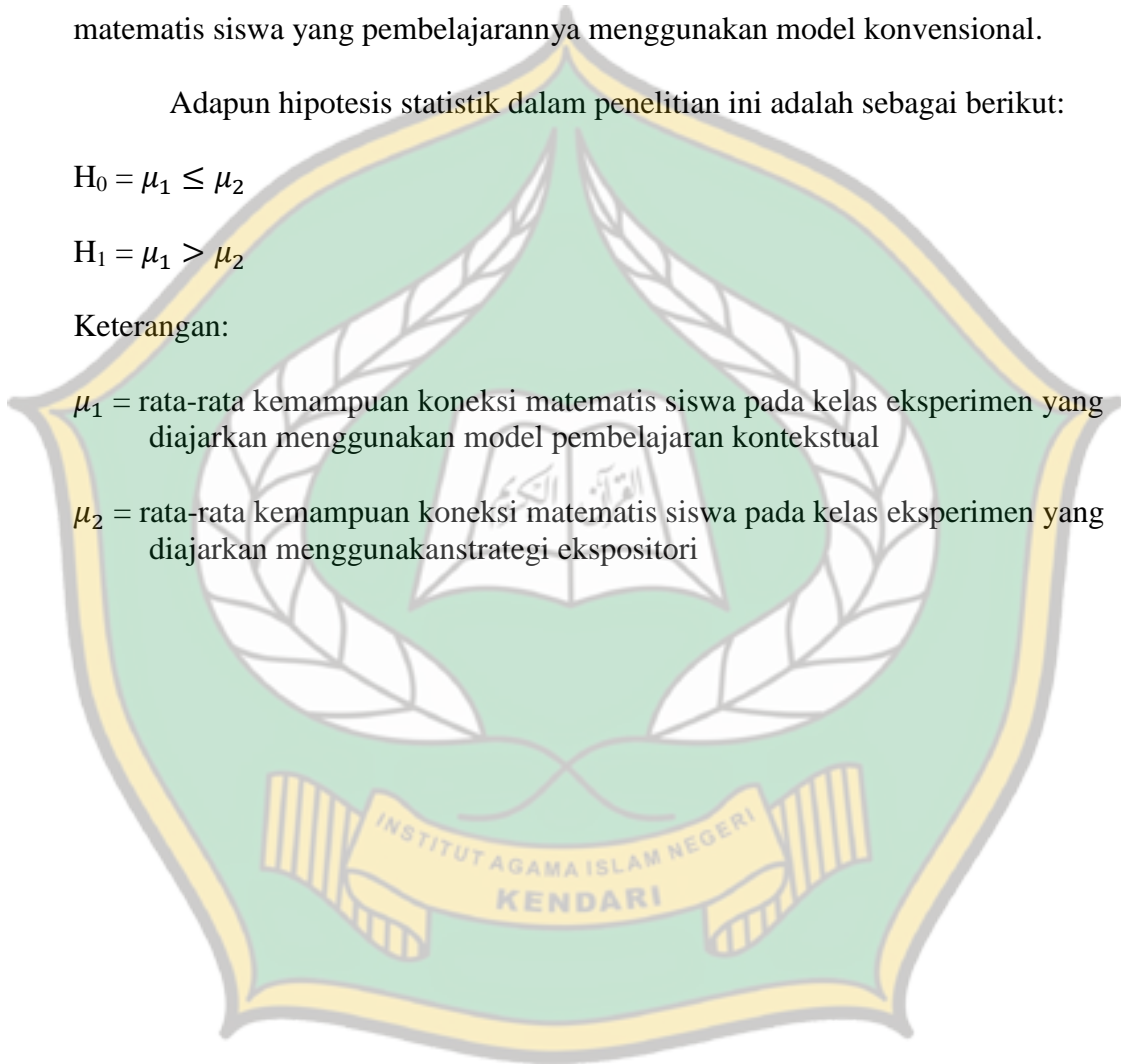 matematis siswa yang pembelajarannya menggunakan model konvensional.
Adapun hipotesis statistik dalam penelitian ini adalah sebagai berikut:
H₀ = 𝜇₁ ≤ 𝜇₂
H₁ = 𝜇₁ > 𝜇₂
Keterangan:
𝜇₁ = rata-rata kemampuan koneksi matematis siswa pada kelas eksperimen yang
diajarkan menggunakan model pembelajaran kontekstual
𝜇₂ = rata-rata kemampuan koneksi matematis siswa pada kelas eksperimen yang
diajarkan menggunakanstrategi ekspositori
القرآن الكريم
INSTITUT AGAMA ISLAM NEGERI
KENDARI